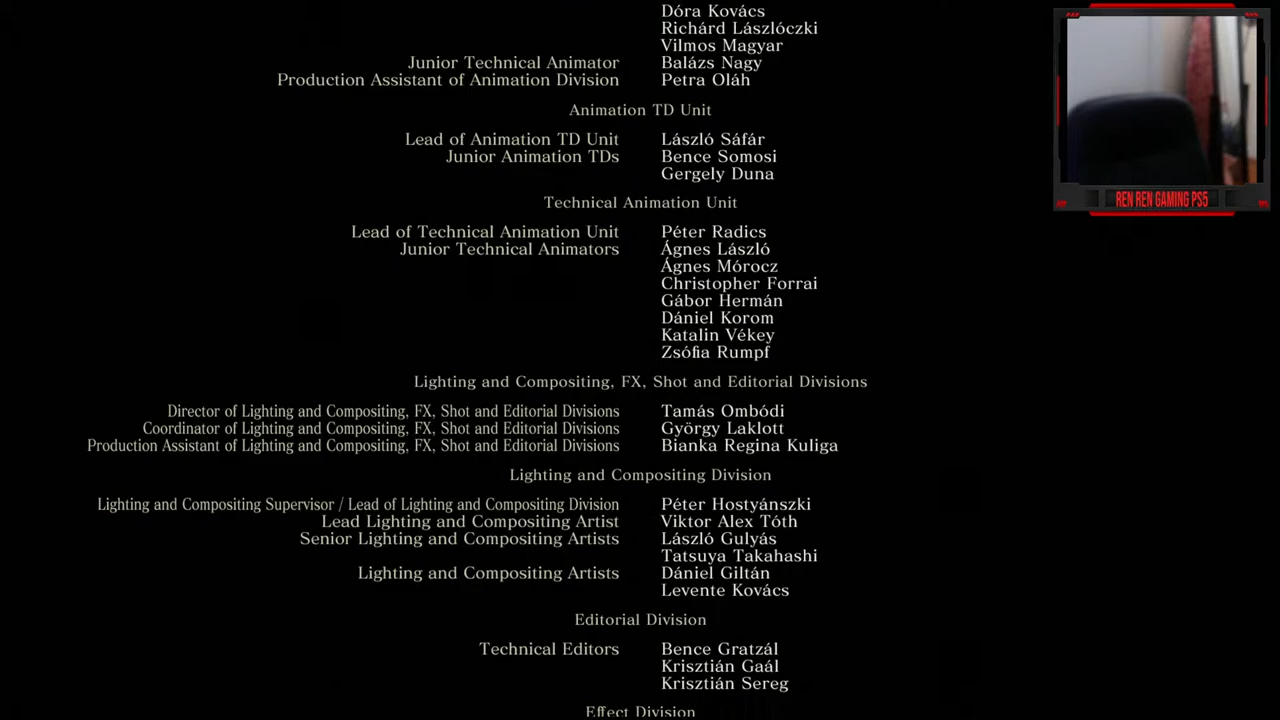 Dóra Kovács
Richárd Lászlóczki
Vilmos Magyar
Junior Technical Animator Balázs Nagy
Production Assistant of Animation Division Petra Oláh
Animation TD Unit
Lead of Animation TD Unit László Sáfár
Junior Animation TDs Bence Somosi
Gergely Duna
Technical Animation Unit
Lead of Technical Animation Unit Péter Radics
Junior Technical Animators Ágnes László
Ágnes Mórocz
Christopher Forrai
Gábor Hermán
Dániel Korom
Katalin Vékey
Zsófia Rumpf
Lighting and Compositing, FX, Shot and Editorial Divisions
Director of Lighting and Compositing, FX, Shot and Editorial Divisions Tamás Ombódi
Coordinator of Lighting and Compositing, FX, Shot and Editorial Divisions György Laklott
Production Assistant of Lighting and Compositing, FX, Shot and Editorial Divisions Bianka Regina Kuliga
Lighting and Compositing Division
Lighting and Compositing Supervisor / Lead of Lighting and Compositing Division Péter Hostyánszki
Lead Lighting and Compositing Artist Viktor Alex Tóth
Senior Lighting and Compositing Artists László Gulyás
Tatsuya Takahashi
Lighting and Compositing Artists Dániel Giltán
Levente Kovács
Editorial Division
Technical Editors Bence Gratzál
Krisztián Gaál
Krisztián Sereg
Effect Division
REN REN GAMING PS5